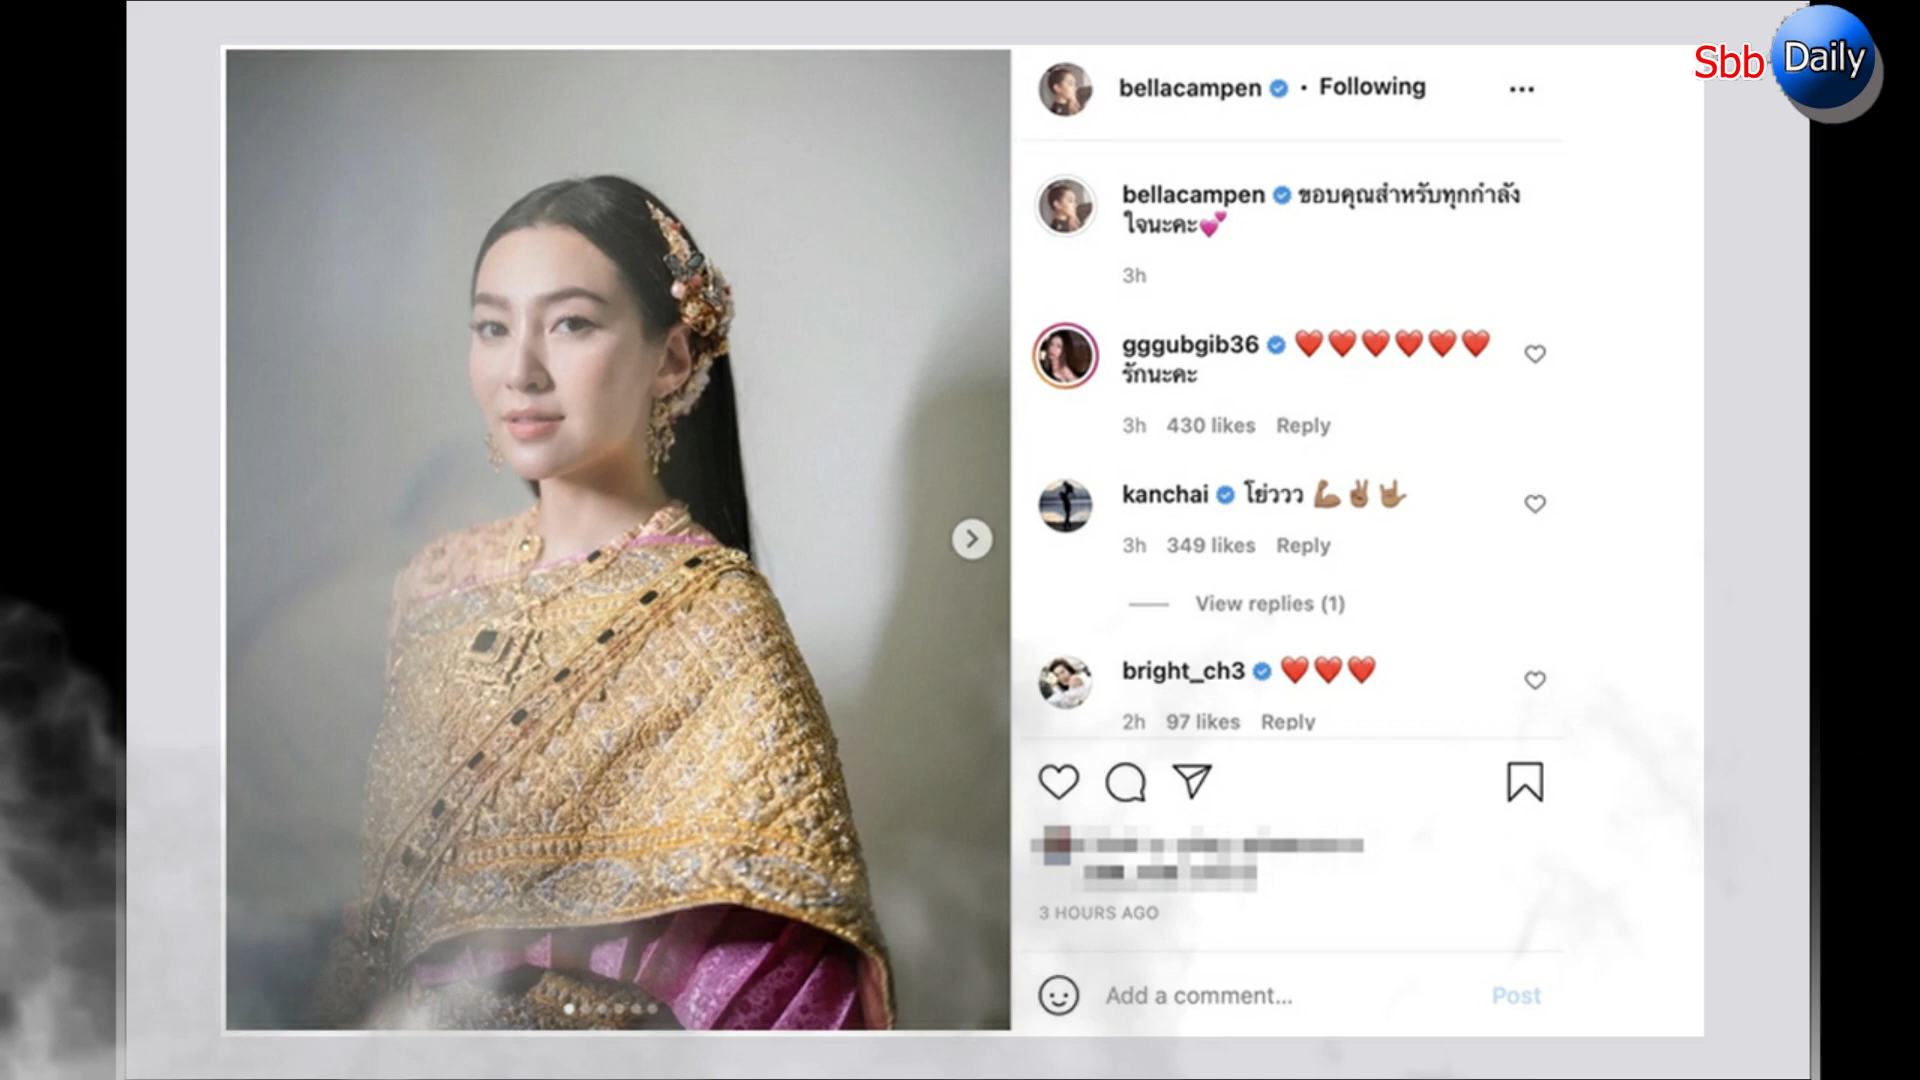 Sbb Daily
bellacampen • Following
bellacampen ขอบคุณสำหรับทุกกำลัง
ใจนะคะ💕
3h
gggubgib36 ❤️❤️❤️❤️❤️❤️
รักนะคะ
3h 430 likes Reply
kanchai โย่ววว 💪🏽✌🏽🤟🏽
3h 349 likes Reply
View replies (1)
bright_ch3 ❤️❤️❤️
2h 97 likes Reply
3 HOURS AGO
Add a comment... Post